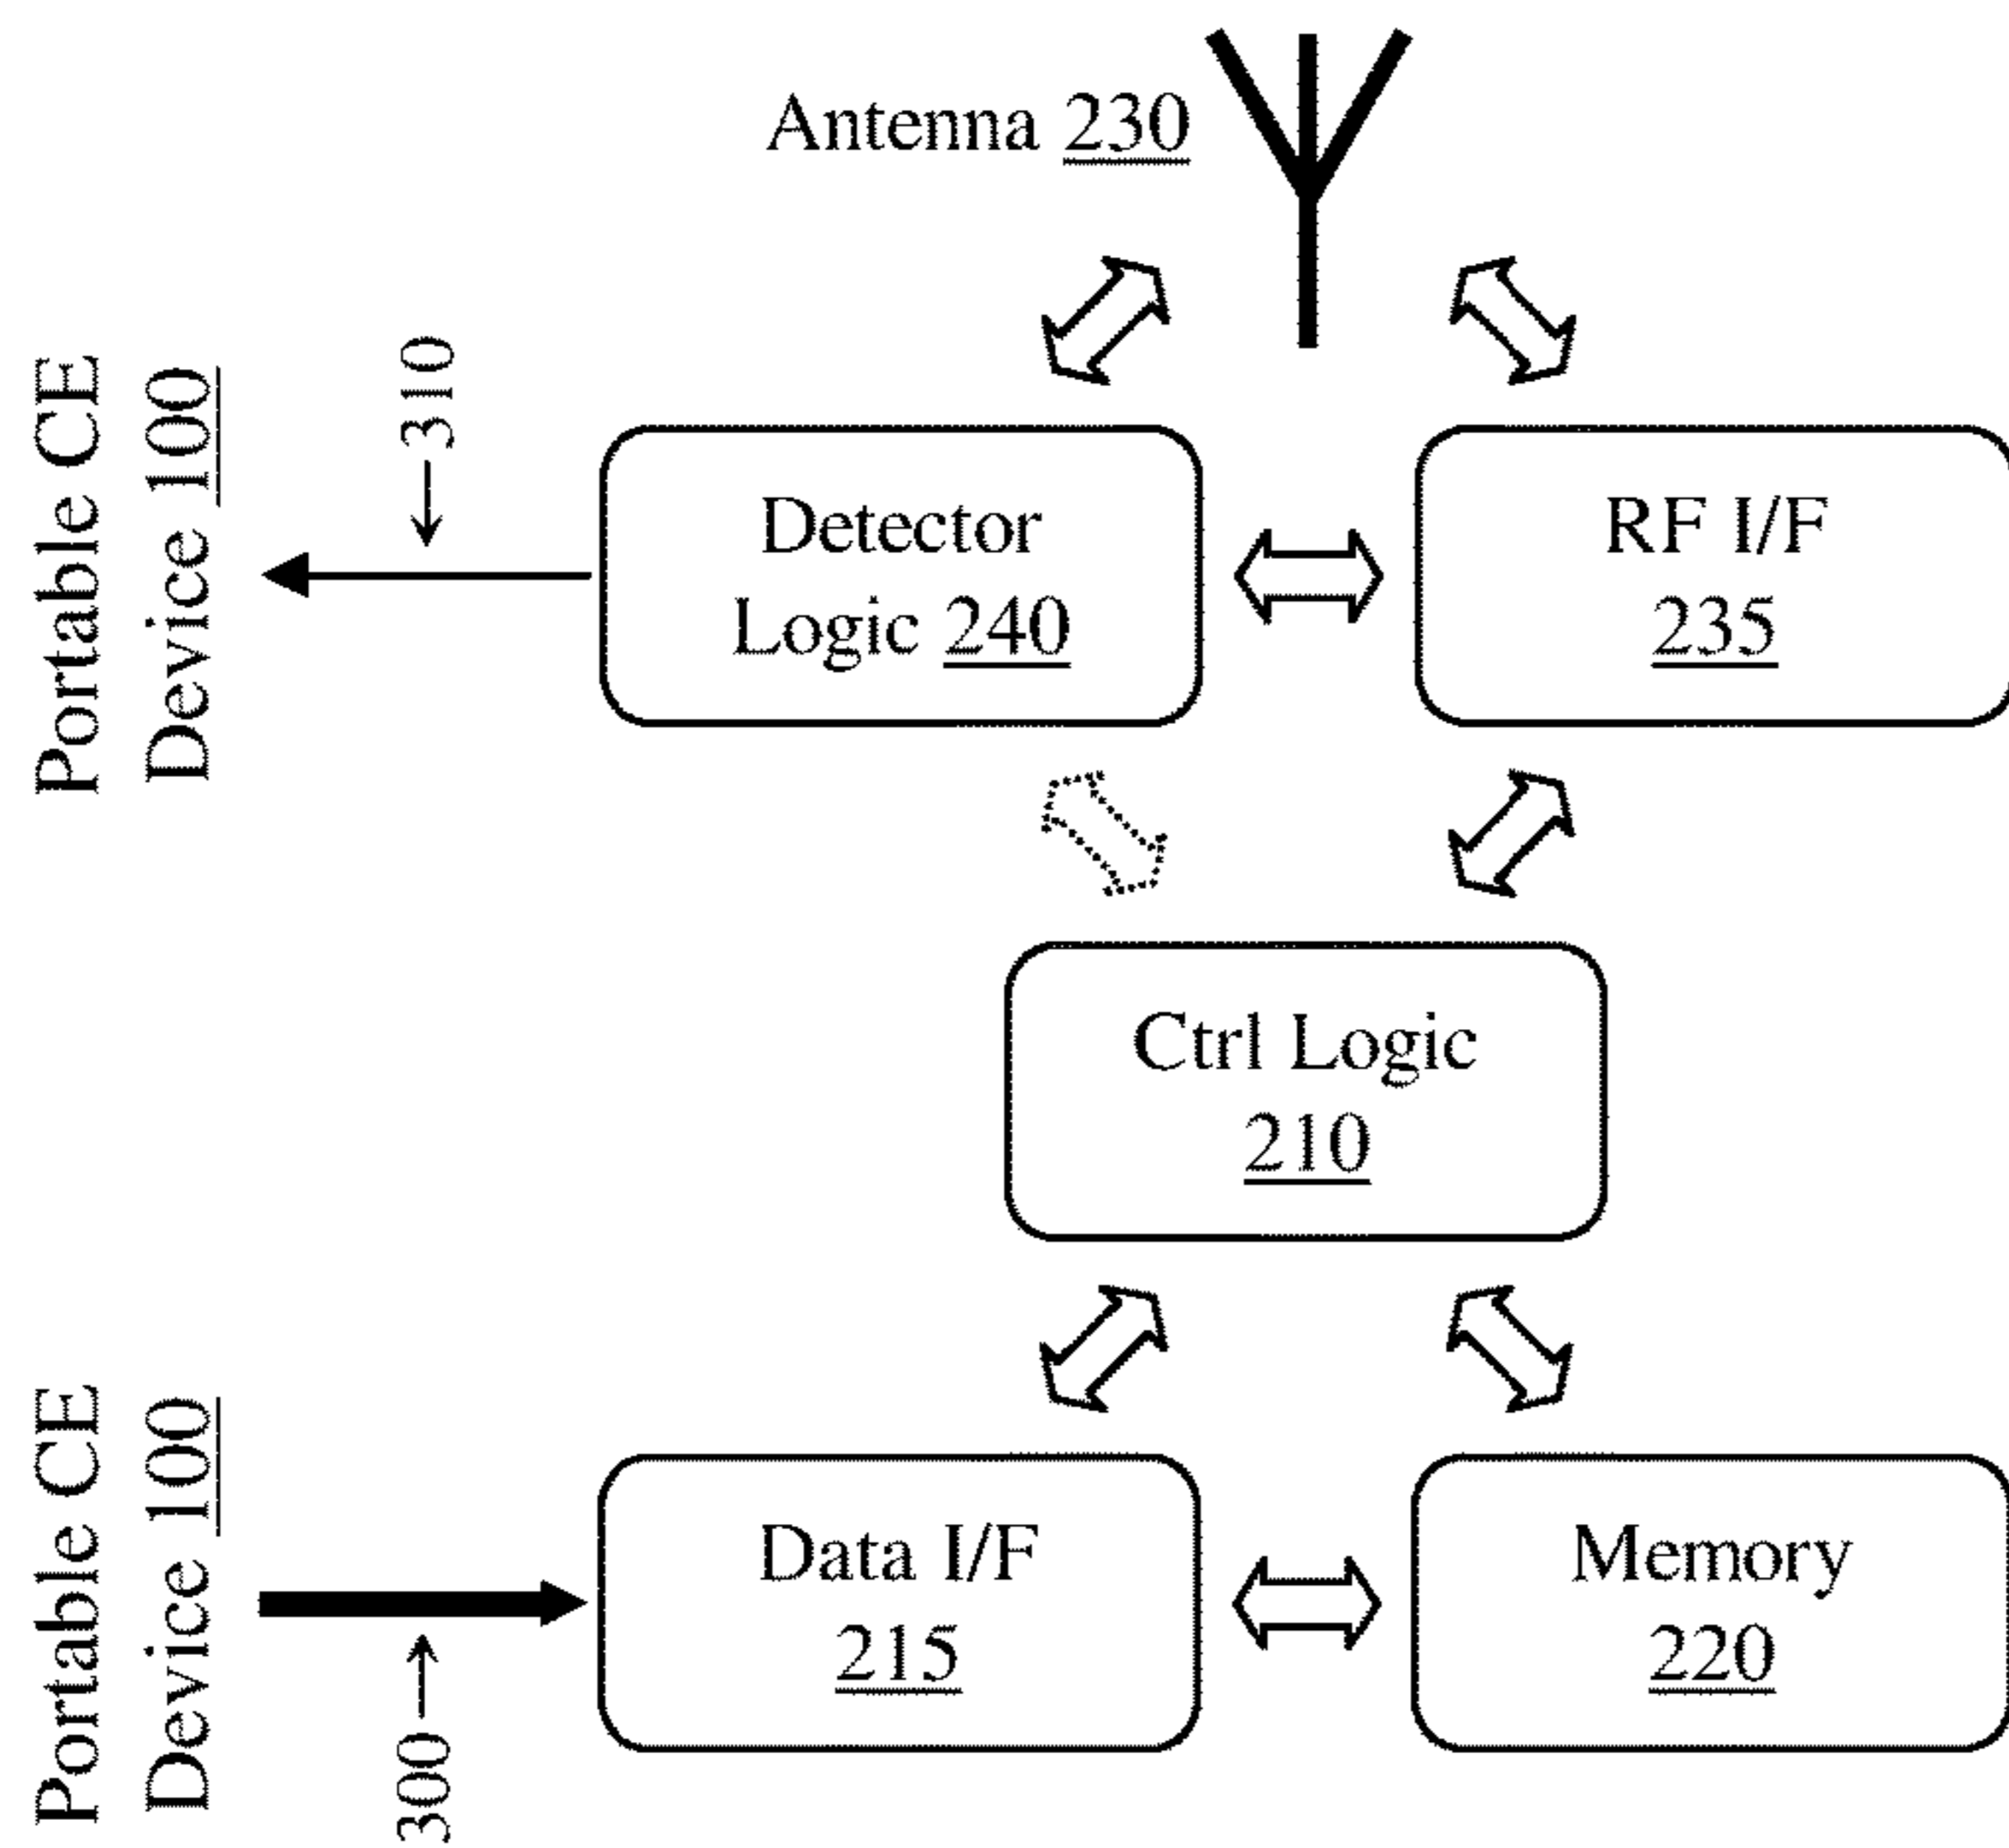 Antenna 230
Portable CE
Device 100
310
Detector
Logic 240
RF I/F
235
Ctrl Logic
210
Portable CE
Device 100
300
Data I/F
215
Memory
220